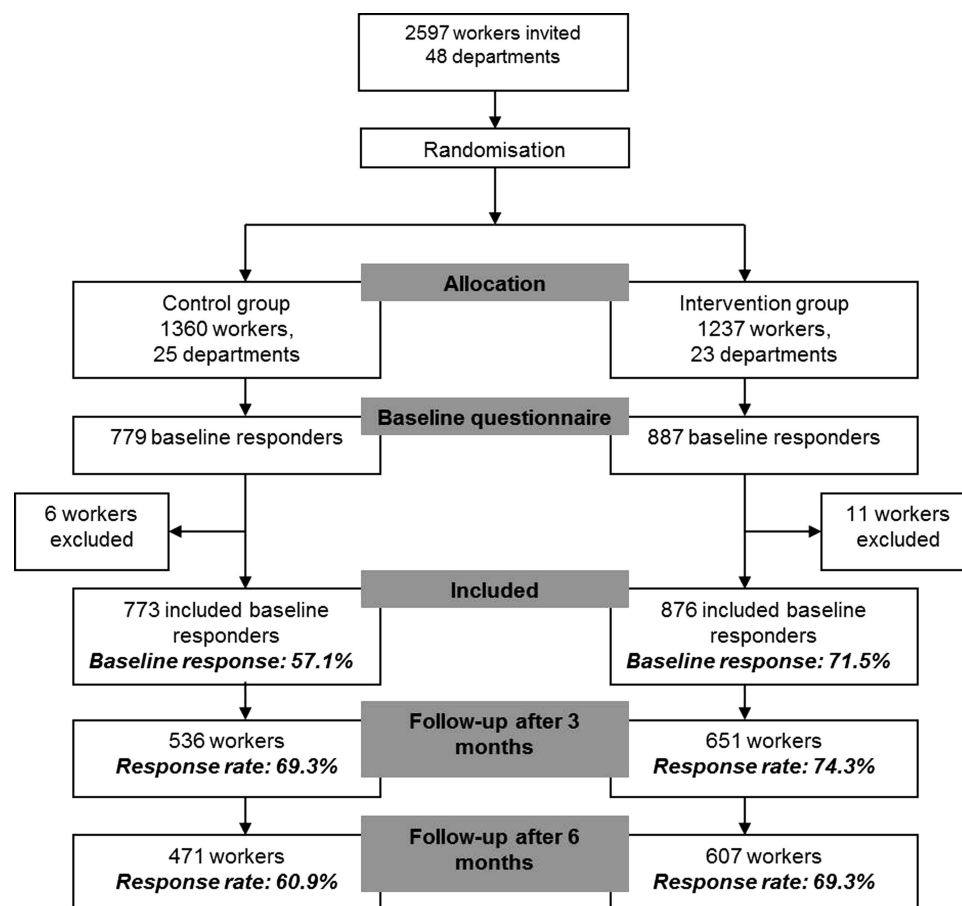 2597 workers invited
48 departments
Randomisation
Allocation
Control group
1360 workers,
25 departments
Intervention group
1237 workers,
23 departments
Baseline questionnaire
779 baseline responders
887 baseline responders
6 workers
excluded
11 workers
excluded
Included
773 included baseline
responders
Baseline response: 57.1%
876 included baseline
responders
Baseline response: 71.5%
Follow-up after 3
months
536 workers
Response rate: 69.3%
651 workers
Response rate: 74.3%
Follow-up after 6
months
471 workers
Response rate: 60.9%
607 workers
Response rate: 69.3%